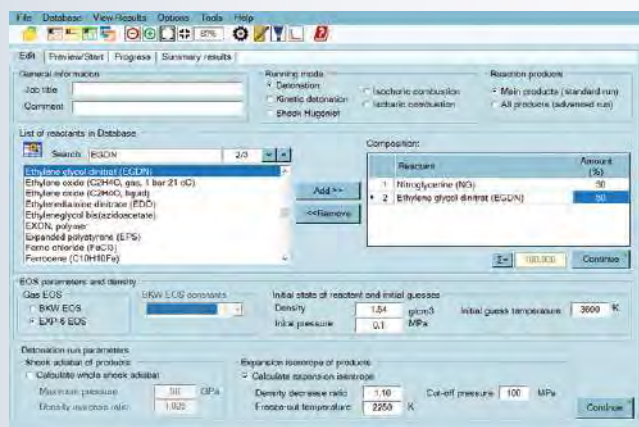 File Database View Results Options Tools Help
87%
Edit Preview/Start Progress Summary results
General information
Job title
Comment
Running mode
Detonation
Kinetic detonation
Shock Hugoniot
Isochoric combustion
Isobaric combustion
Reaction products
Main products (standard run)
All products (advanced run)
List of reactants in Database
Search EGDN 2/3
Ethylene glycol dinitrat (EGDN)
Ethylene oxide (C2H4O, gas, 1 bar 21 oC)
Ethylene oxide (C2H4O, liquid)
Ethylenediamine dinitrate (EDD)
Ethyleneglycol bis(azidoacetate)
EXON, polymer
Expanded polystyrene (EPS)
Ferric chloride (FeCl3)
Ferrocene (C10H10Fe)
Add >>
<<Remove
Composition:
Reactant Amount (%)
1 Nitroglycerine (NG) 50
2 Ethylene glycol dinitrat (EGDN) 50
Σ= 100.000 Continue
EOS parameters and density
Gas EOS
BKW EOS
EXP-6 EOS
BKW EOS constants
Initial state of reactant and initial guesses
Density 1.54 g/cm3
Initial pressure 0.1 MPa
Initial guess temperature 3600 K
Detonation run parameters
Shock adiabat of products
Calculate whole shock adiabat
Maximum pressure 50 GPa
Density increase ratio 1.025
Expansion isentrope of products
Calculate expansion isentrope
Density decrease ratio 1.10
Freeze-out temperature 2250 K
Cut-off pressure 100 MPa
Continue